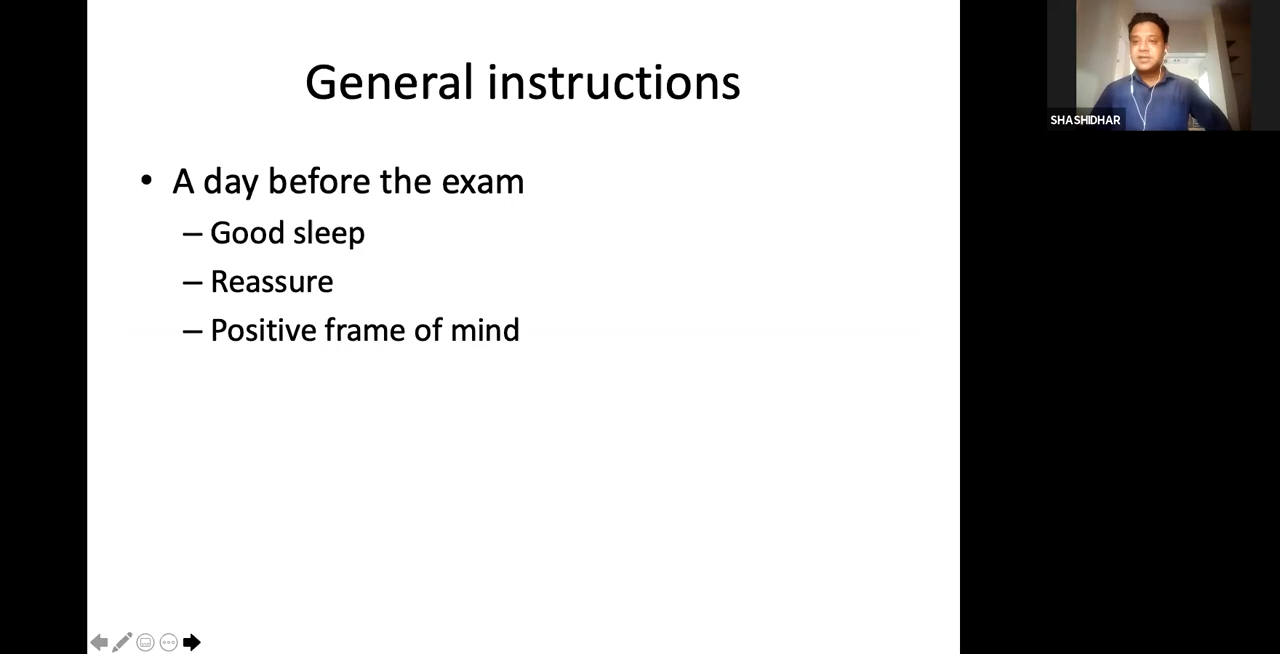 General instructions
• A day before the exam
– Good sleep
– Reassure
– Positive frame of mind
SHASHIDHAR